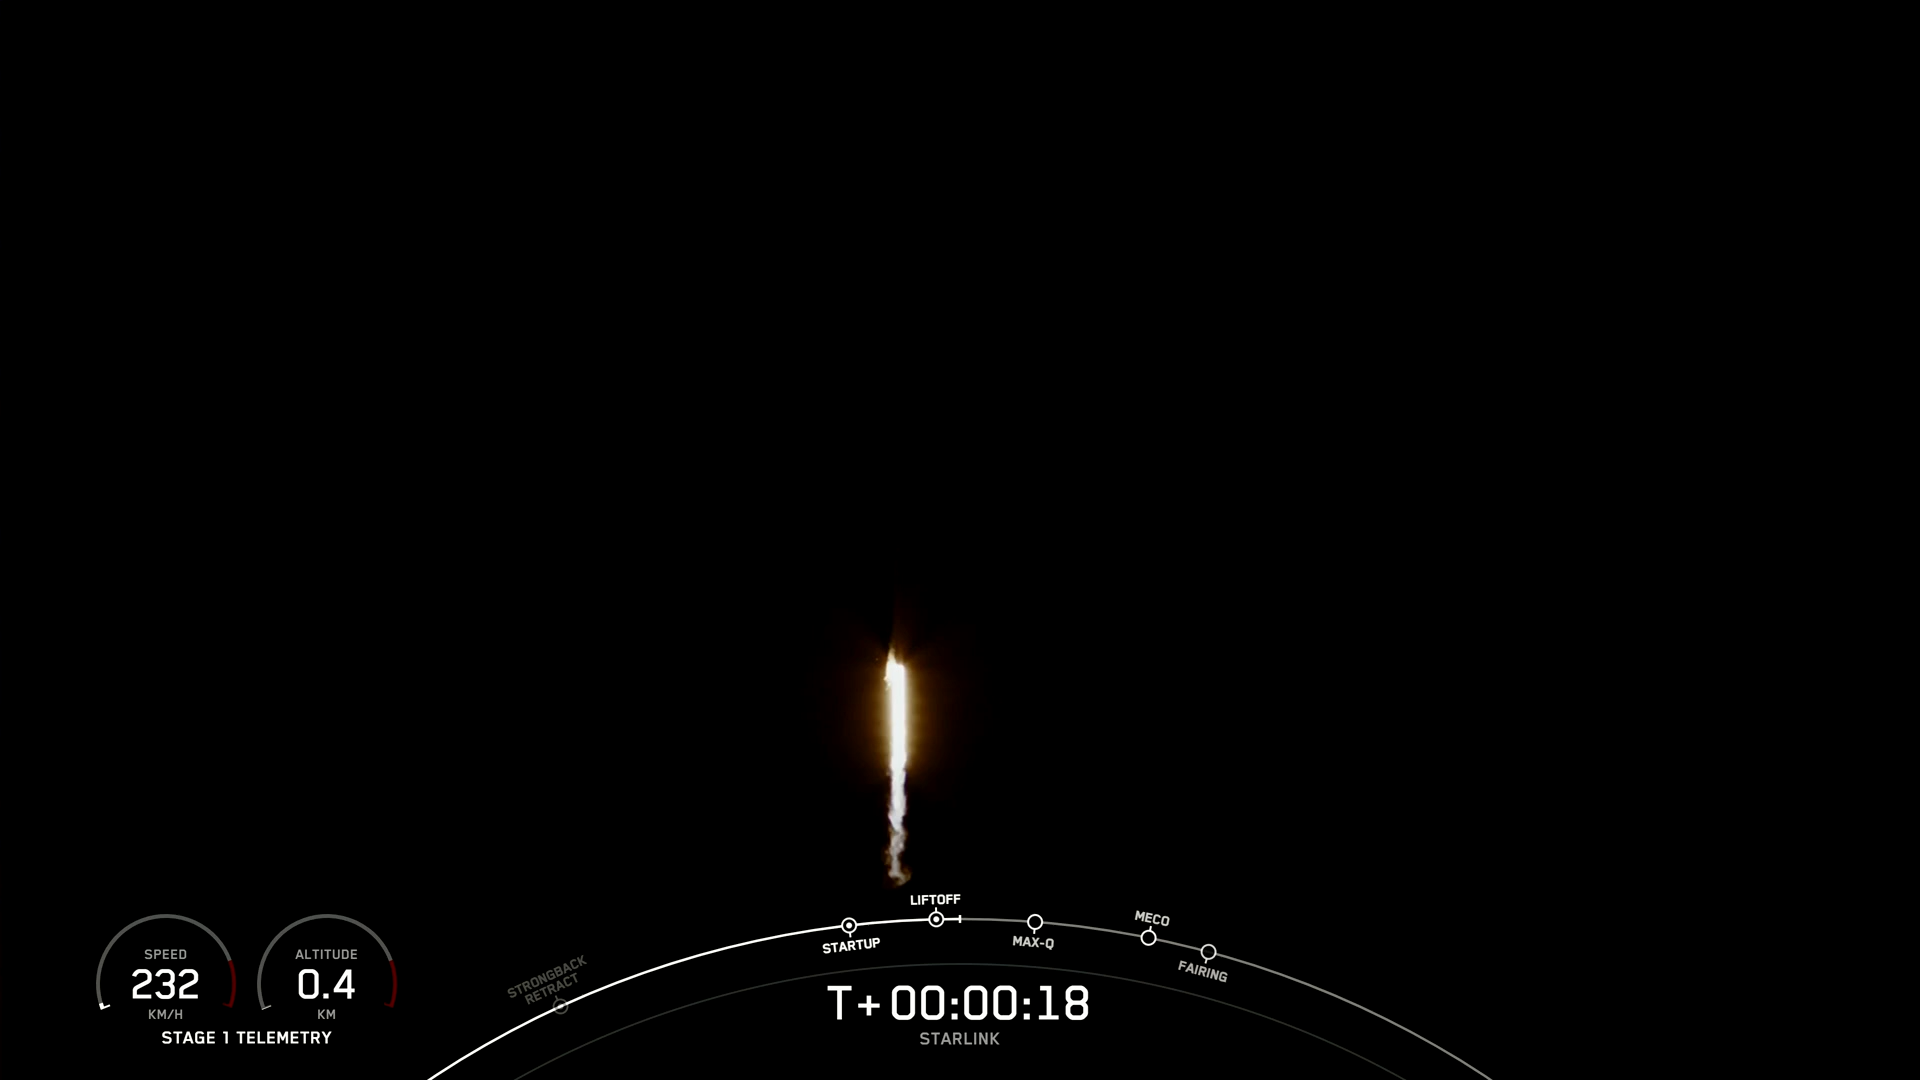 LIFTOFF
STARTUP
MAX-Q
MECO
FAIRING
STRONGBACK
RETRACT
SPEED
232
KM/H
ALTITUDE
0.4
KM
STAGE 1 TELEMETRY
T+00:00:18
STARLINK